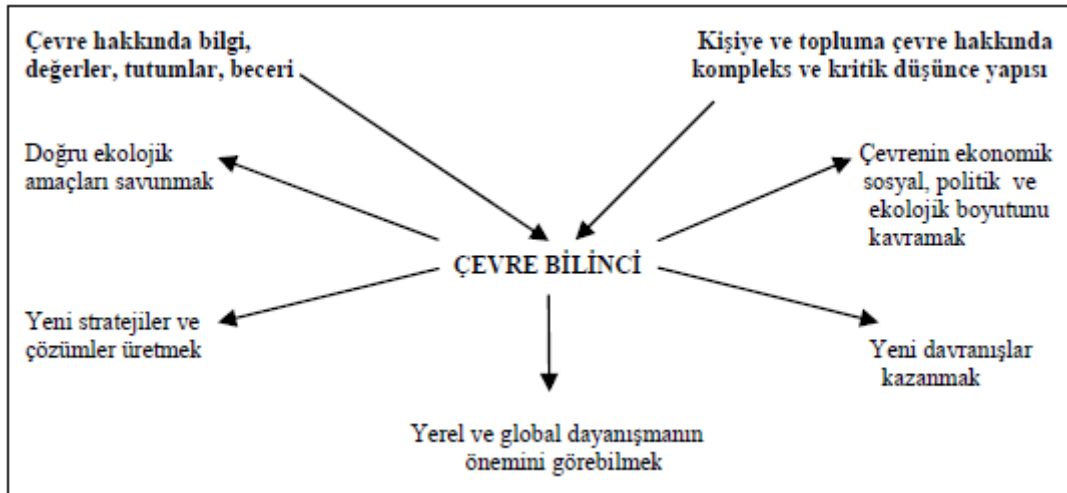 Çevre hakkında bilgi,
değerler, tutumlar, beceri
Kişiye ve topluma çevre hakkında
kompleks ve kritik düşünce yapısı
Doğru ekolojik
amaçları savunmak
Çevrenin ekonomik
sosyal, politik ve
ekolojik boyutunu
kavramak
ÇEVRE BİLİNCİ
Yeni stratejiler ve
çözümler üretmek
Yeni davranışlar
kazanmak
Yerel ve global dayanışmanın
önemini görebilmek